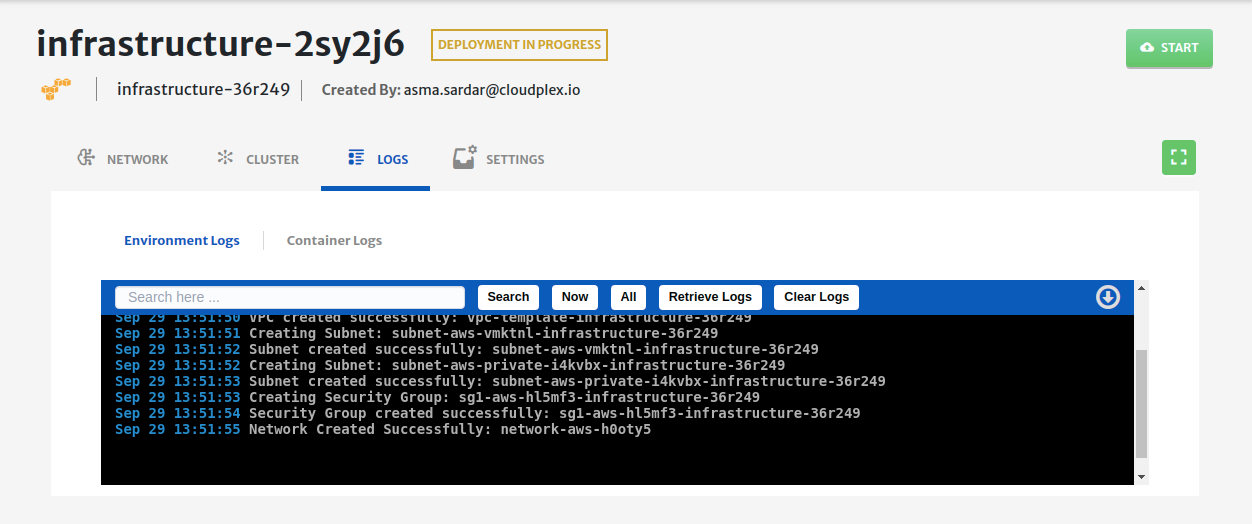 infrastructure-2sy2j6
DEPLOYMENT IN PROGRESS
START
infrastructure-36r249
Created By: asma.sardar@cloudplex.io
NETWORK
CLUSTER
LOGS
SETTINGS
Environment Logs
Container Logs
Search here ...
Search
Now
All
Retrieve Logs
Clear Logs
Sep 29 13:51:50 VPC created successfully: vpc-template-infrastructure-36r249
Sep 29 13:51:51 Creating Subnet: subnet-aws-vmktnl-infrastructure-36r249
Sep 29 13:51:52 Subnet created successfully: subnet-aws-vmktnl-infrastructure-36r249
Sep 29 13:51:52 Creating Subnet: subnet-aws-private-i4kvbx-infrastructure-36r249
Sep 29 13:51:53 Subnet created successfully: subnet-aws-private-i4kvbx-infrastructure-36r249
Sep 29 13:51:53 Creating Security Group: sg1-aws-hl5mf3-infrastructure-36r249
Sep 29 13:51:54 Security Group created successfully: sg1-aws-hl5mf3-infrastructure-36r249
Sep 29 13:51:55 Network Created Successfully: network-aws-h0oty5